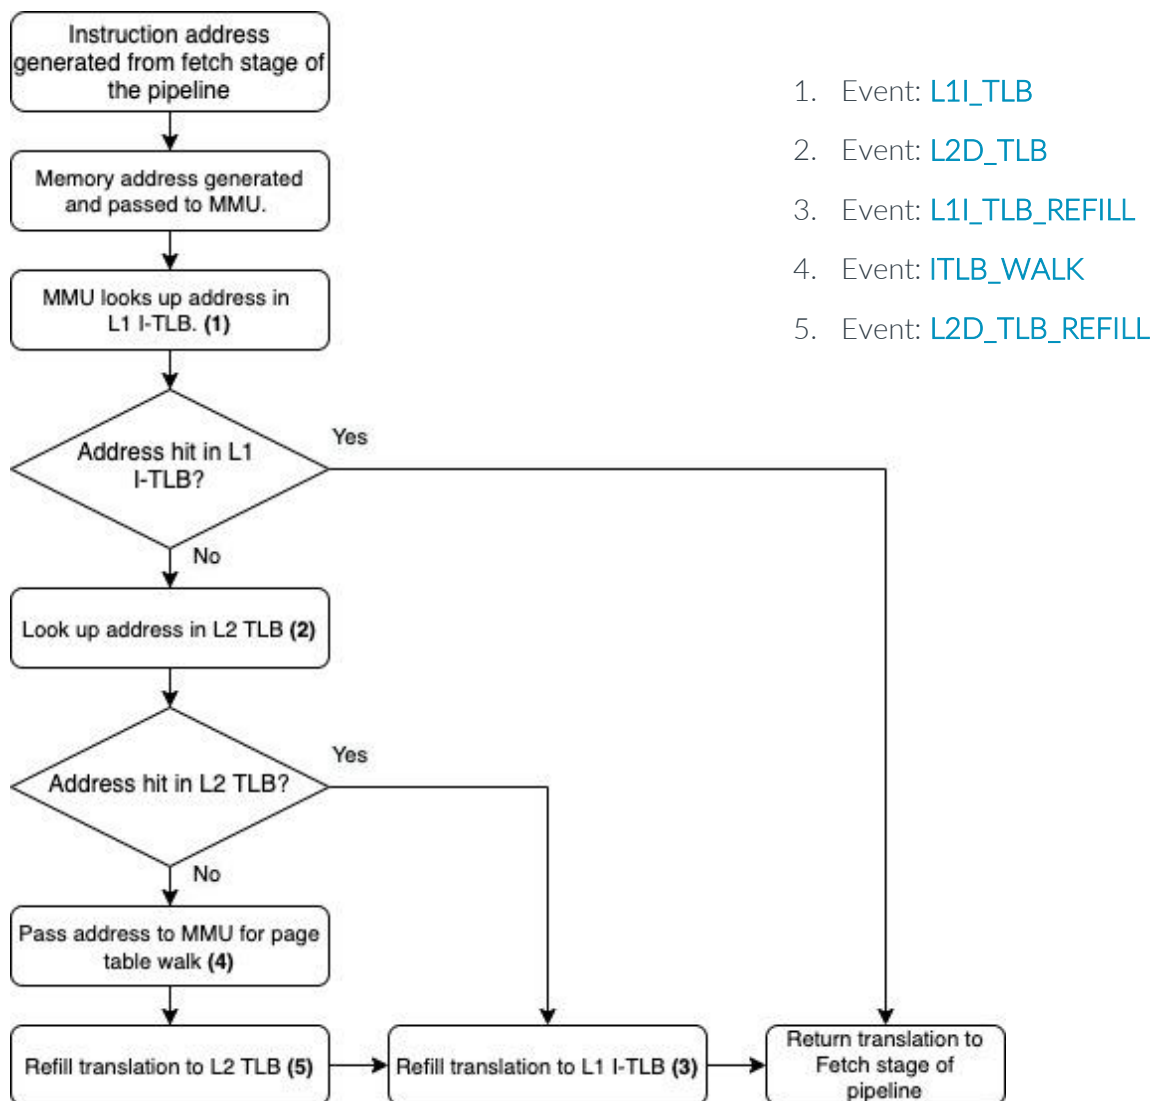 Instruction address
generated from fetch stage of
the pipeline
Memory address generated
and passed to MMU.
MMU looks up address in
L1 I-TLB. (1)
Address hit in L1
I-TLB?
Yes
No
Look up address in L2 TLB (2)
Address hit in L2 TLB?
Yes
No
Pass address to MMU for page
table walk (4)
Refill translation to L2 TLB (5)
Refill translation to L1 I-TLB (3)
Return translation to
Fetch stage of
pipeline
1. Event: L1I_TLB
2. Event: L2D_TLB
3. Event: L1I_TLB_REFILL
4. Event: ITLB_WALK
5. Event: L2D_TLB_REFILL